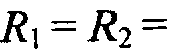 R₁ = R₂ =